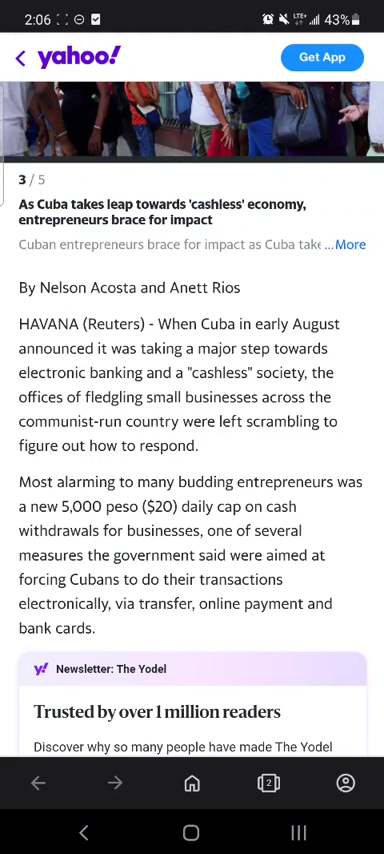 2:06 LTE+ 43%
yahoo! Get App
3 / 5
As Cuba takes leap towards 'cashless' economy,
entrepreneurs brace for impact
Cuban entrepreneurs brace for impact as Cuba take ...More
By Nelson Acosta and Anett Rios
HAVANA (Reuters) - When Cuba in early August
announced it was taking a major step towards
electronic banking and a "cashless" society, the
offices of fledgling small businesses across the
communist-run country were left scrambling to
figure out how to respond.
Most alarming to many budding entrepreneurs was
a new 5,000 peso ($20) daily cap on cash
withdrawals for businesses, one of several
measures the government said were aimed at
forcing Cubans to do their transactions
electronically, via transfer, online payment and
bank cards.
y! Newsletter: The Yodel
Trusted by over 1 million readers
Discover why so many people have made The Yodel
2